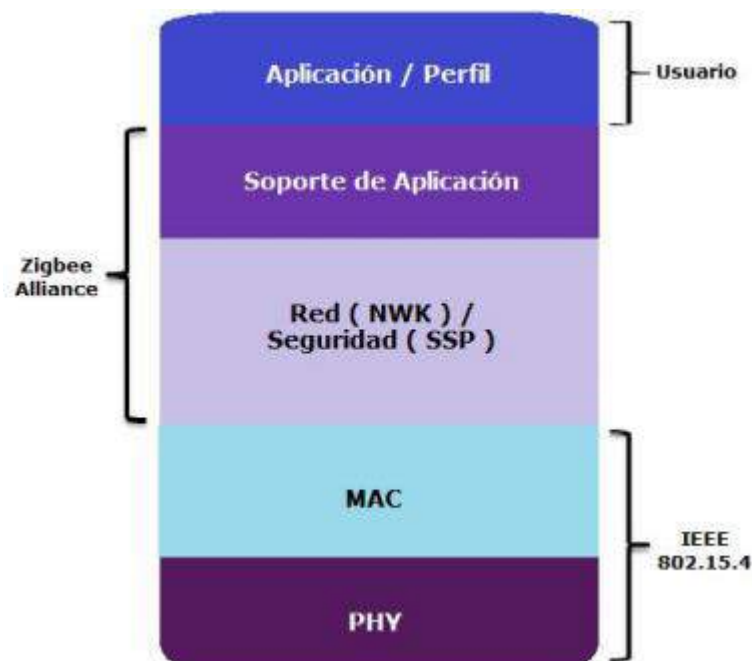 Aplicación / Perfil
Usuario
Soporte de Aplicación
Zigbee
Alliance
Red ( NWK ) /
Seguridad ( SSP )
MAC
IEEE
802.15.4
PHY